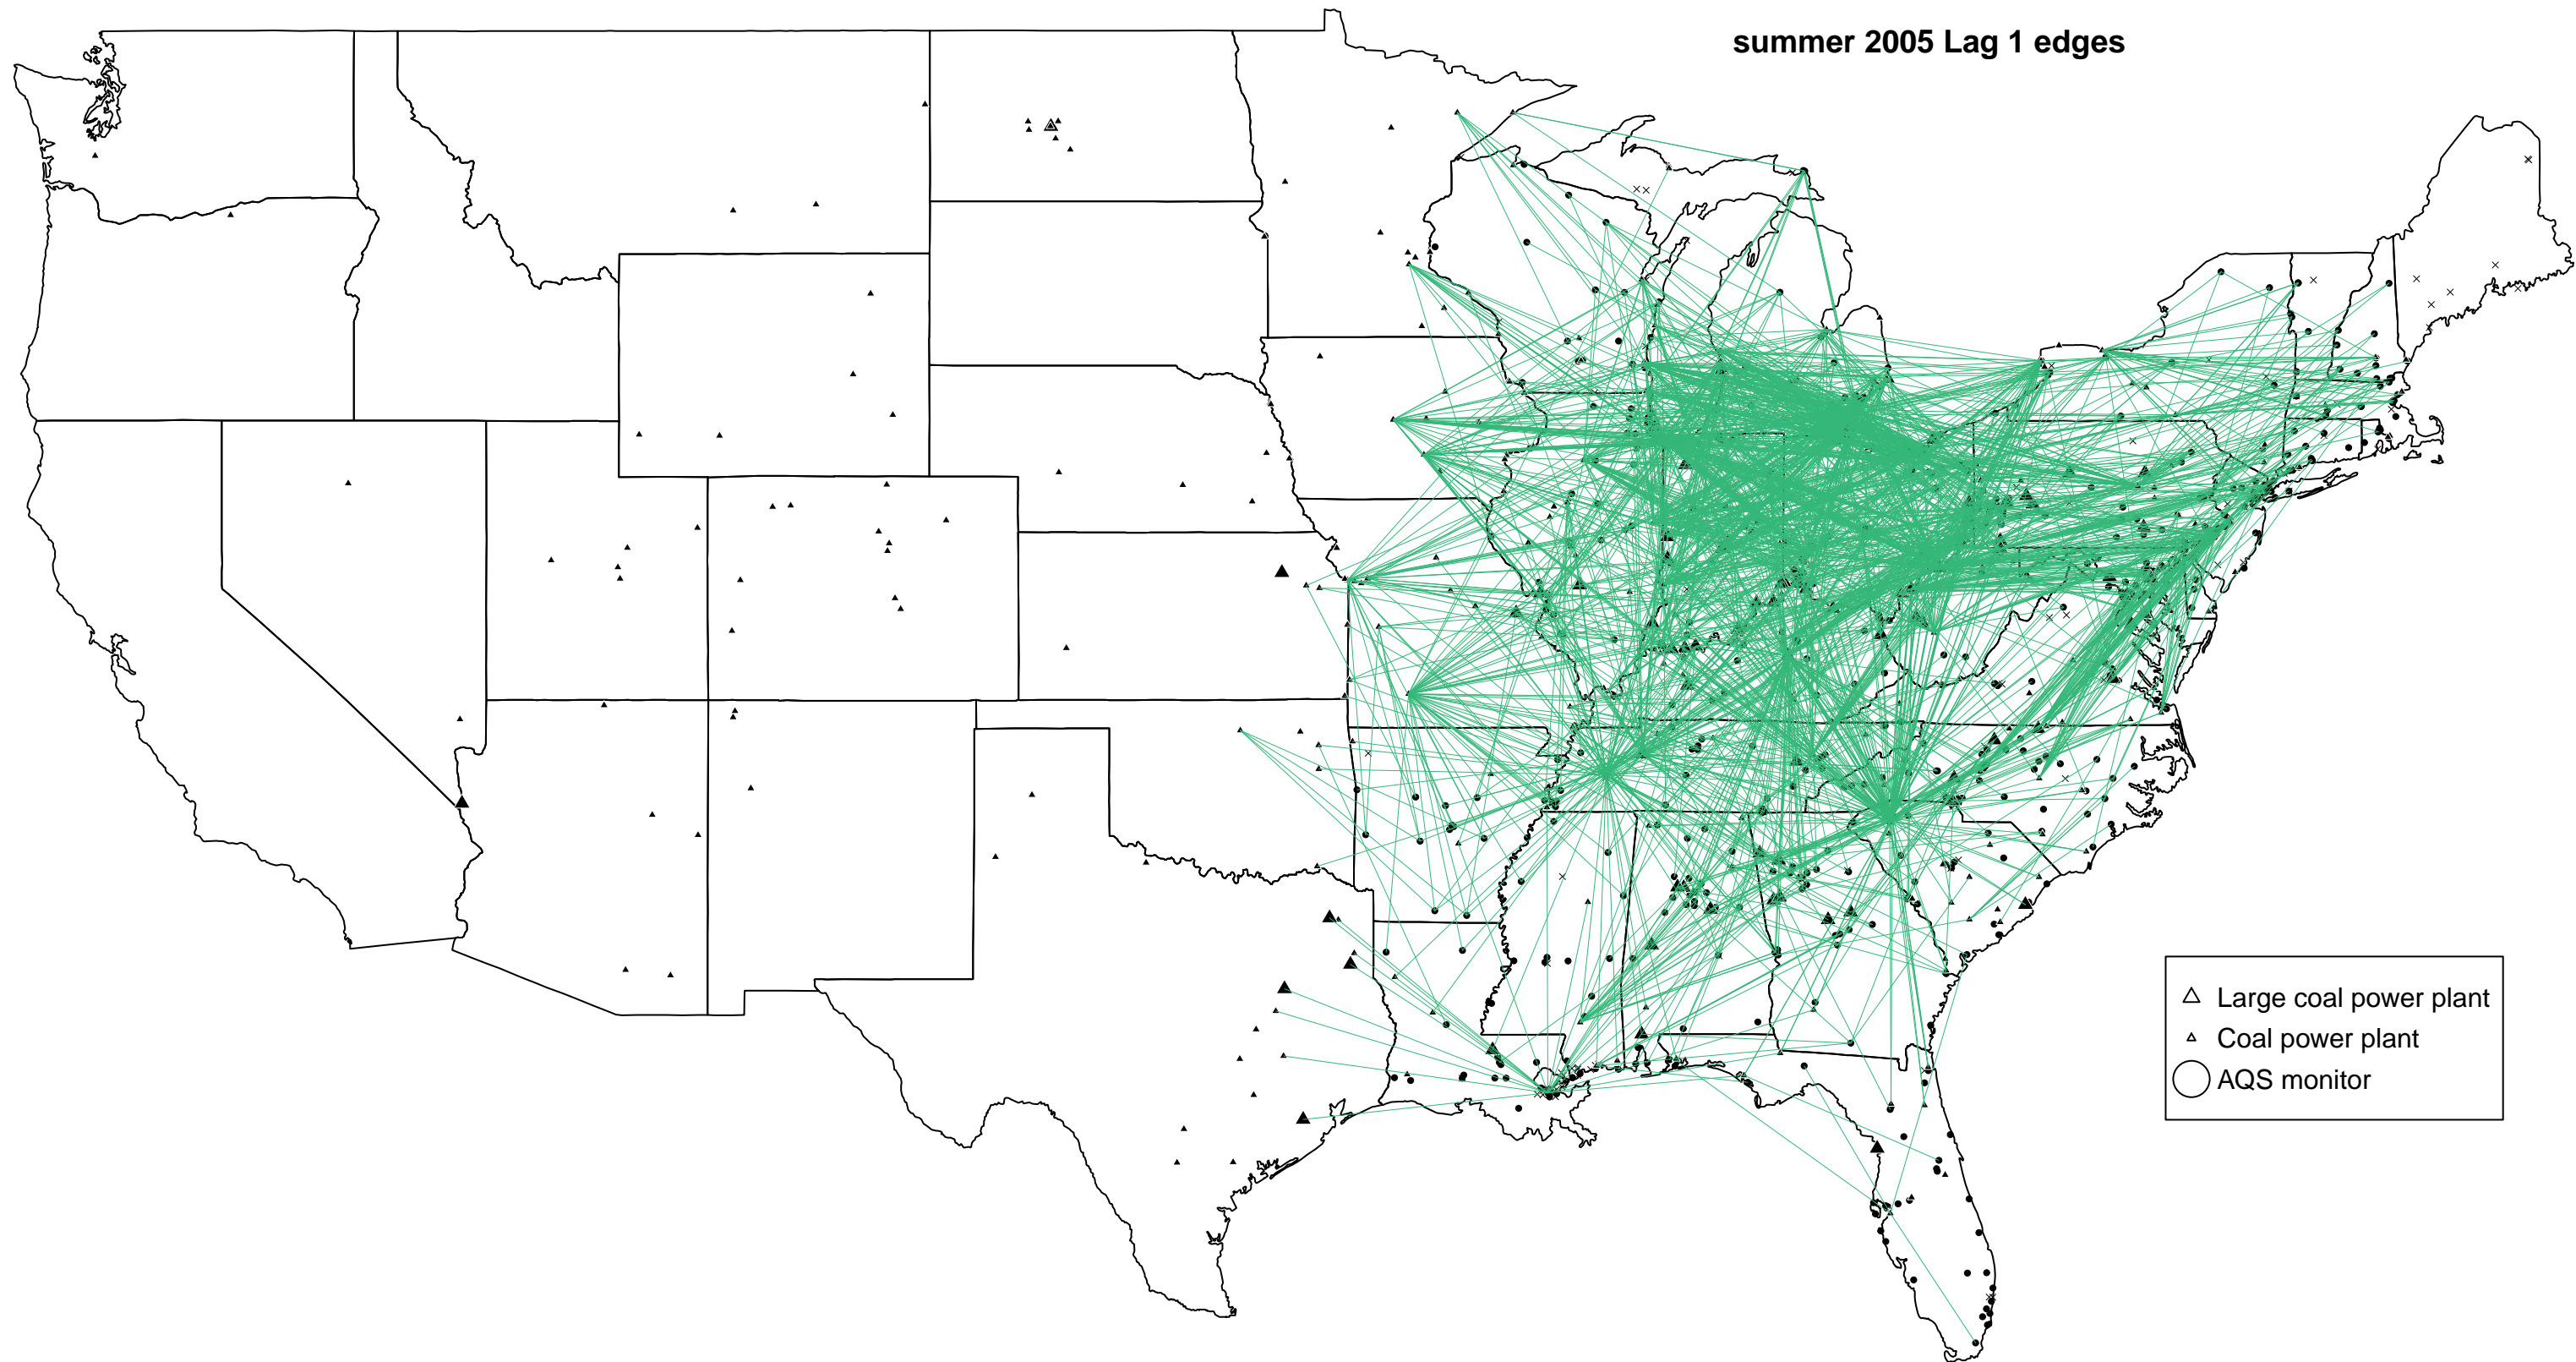 summer 2005 Lag 1 edges
Large coal power plant
Coal power plant
AQS monitor